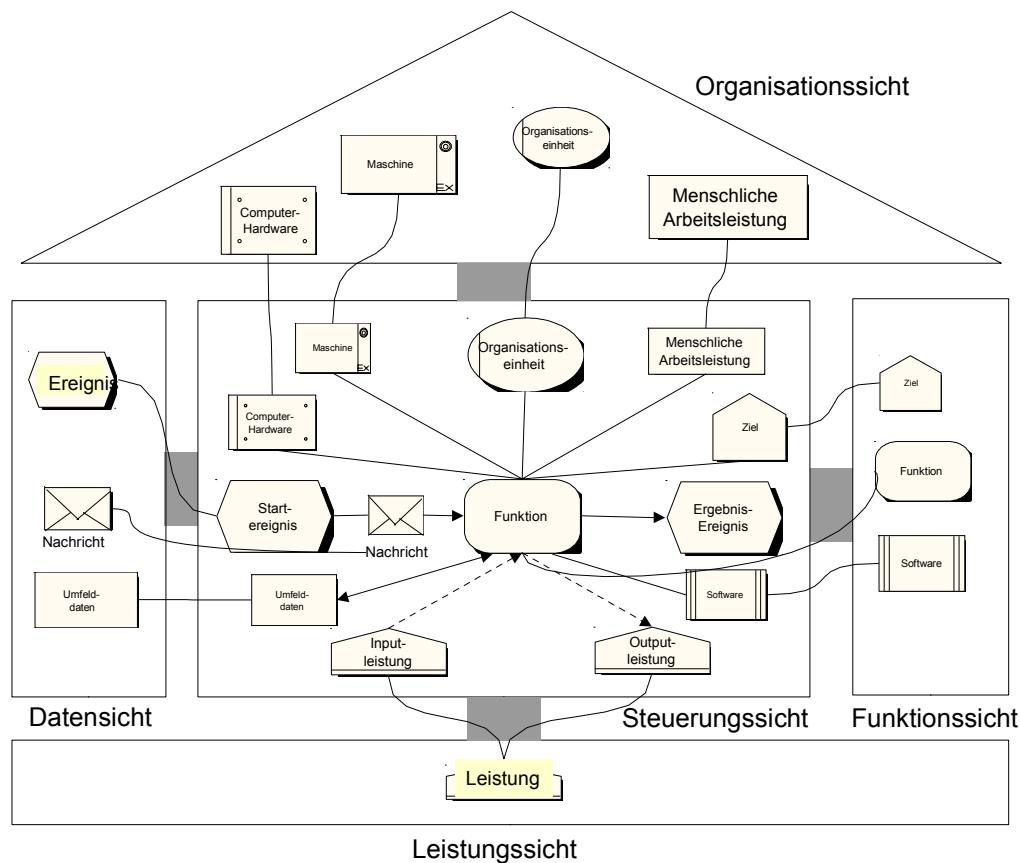 Organisationssicht
Organisations-
einheit
Maschine
EX
Menschliche
Arbeitsleistung
Computer-
Hardware
Maschine
EX
Organisations-
einheit
Menschliche
Arbeitsleistung
Ereignis
Computer-
Hardware
Ziel
Ziel
Funktion
Start-
ereignis
Nachricht
Funktion
Ergebnis-
Ereignis
Nachricht
Umfeld-
daten
Umfeld-
daten
Software
Software
Input-
leistung
Output-
leistung
Datensicht
Steuerungssicht
Funktionssicht
Leistung
Leistungssicht